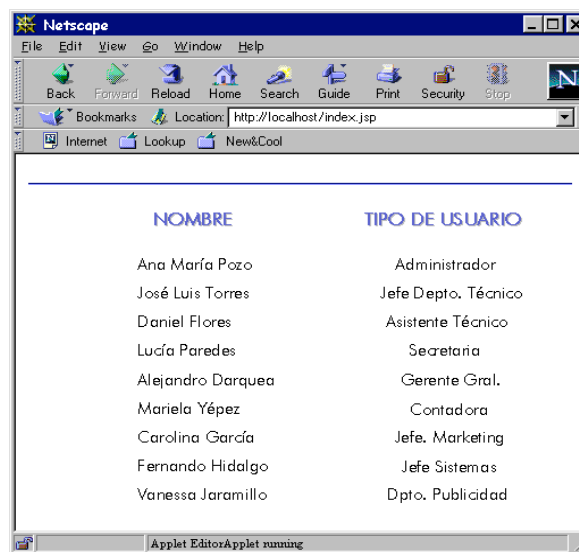 Netscape
File Edit View Go Window Help
Back Forward Reload Home Search Guide Print Security Stop
N
Bookmarks Location: http://localhost/index.jsp
Internet Lookup New&Cool
NOMBRE TIPO DE USUARIO
Ana María Pozo Administrador
José Luis Torres Jefe Depto. Técnico
Daniel Flores Asistente Técnico
Lucía Paredes Secretaria
Alejandro Darquea Gerente Gral.
Mariela Yépez Contadora
Carolina García Jefe. Marketing
Fernando Hidalgo Jefe Sistemas
Vanessa Jaramillo Dpto. Publicidad
Applet EditorApplet running